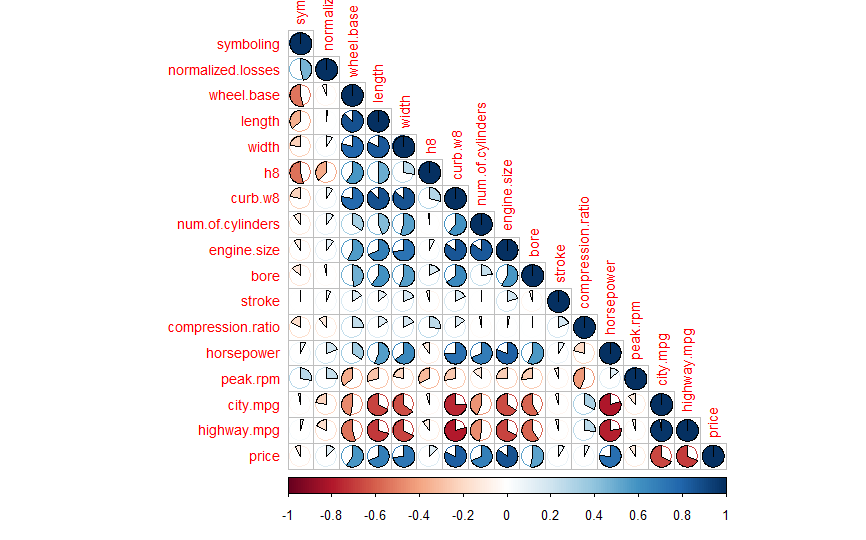 sym
normalized
wheel.base
length
width
h8
curb.w8
num.of.cylinders
engine.size
bore
stroke
compression.ratio
horsepower
peak.rpm
city.mpg
highway.mpg
price
symboling
normalized.losses
wheel.base
length
width
h8
curb.w8
num.of.cylinders
engine.size
bore
stroke
compression.ratio
horsepower
peak.rpm
city.mpg
highway.mpg
price
-1 -0.8 -0.6 -0.4 -0.2 0 0.2 0.4 0.6 0.8 1